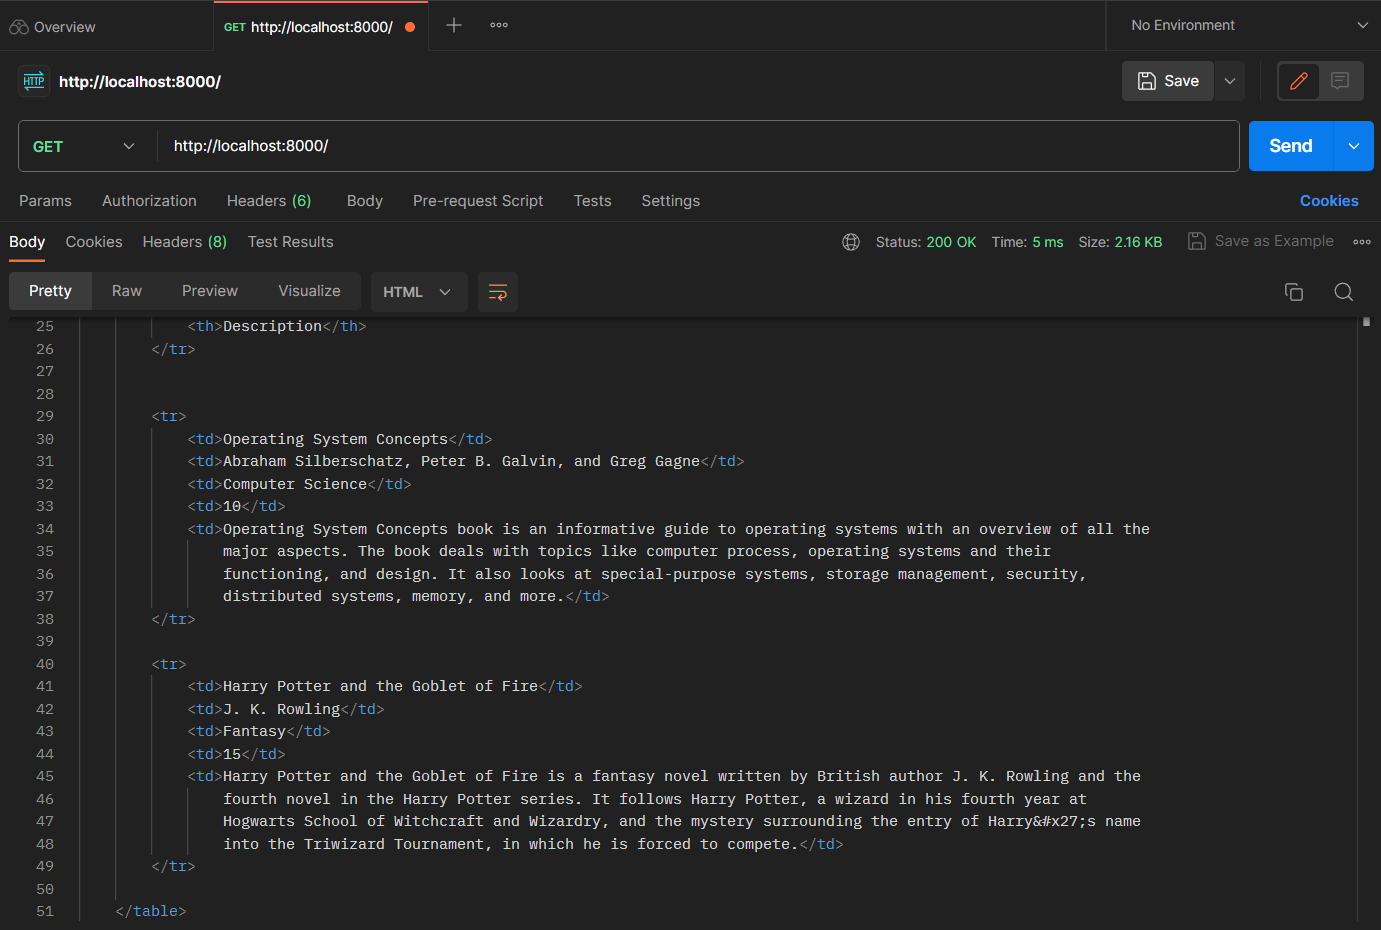 Overview
GET http://localhost:8000/
No Environment
HTTP http://localhost:8000/
Save
GET http://localhost:8000/
Send
Params Authorization Headers (6) Body Pre-request Script Tests Settings Cookies
Body Cookies Headers (8) Test Results Status: 200 OK Time: 5 ms Size: 2.16 KB Save as Example
Pretty Raw Preview Visualize HTML
25 <th>Description</th>
26 </tr>
27
28
29 <tr>
30 <td>Operating System Concepts</td>
31 <td>Abraham Silberschatz, Peter B. Galvin, and Greg Gagne</td>
32 <td>Computer Science</td>
33 <td>10</td>
34 <td>Operating System Concepts book is an informative guide to operating systems with an overview of all the
35 major aspects. The book deals with topics like computer process, operating systems and their
36 functioning, and design. It also looks at special-purpose systems, storage management, security,
37 distributed systems, memory, and more.</td>
38 </tr>
39
40 <tr>
41 <td>Harry Potter and the Goblet of Fire</td>
42 <td>J. K. Rowling</td>
43 <td>Fantasy</td>
44 <td>15</td>
45 <td>Harry Potter and the Goblet of Fire is a fantasy novel written by British author J. K. Rowling and the
46 fourth novel in the Harry Potter series. It follows Harry Potter, a wizard in his fourth year at
47 Hogwarts School of Witchcraft and Wizardry, and the mystery surrounding the entry of Harry&#x27;s name
48 into the Triwizard Tournament, in which he is forced to compete.</td>
49 </tr>
50
51 </table>